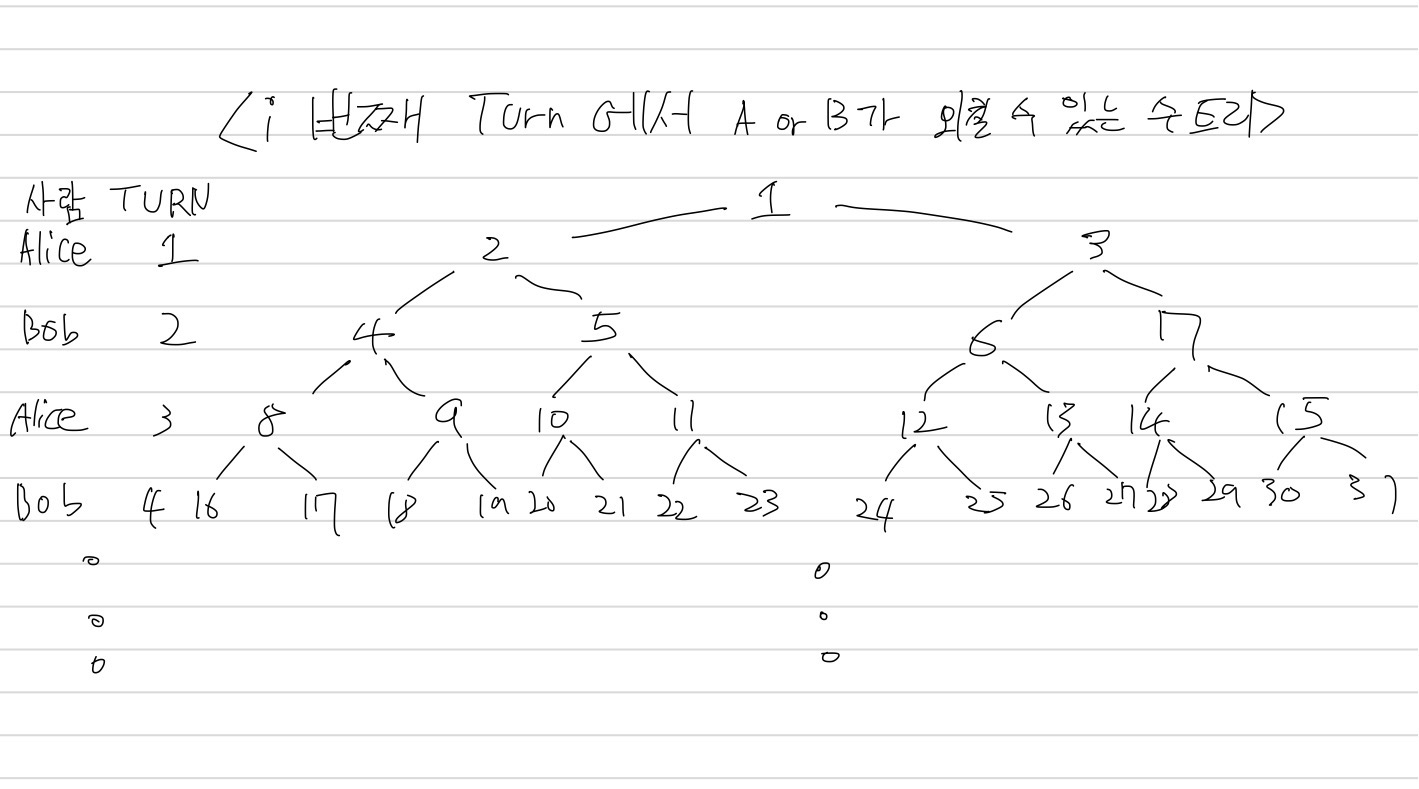 <i 번째 Turn 에서 A or B가 외칠 수 있는 수 트리>
사람 TURN 1
Alice 1 2 3
Bob 2 4 5 6 7
Alice 3 8 9 10 11 12 13 14 15
Bob 4 16 17 18 19 20 21 22 23 24 25 26 27 28 29 30 31